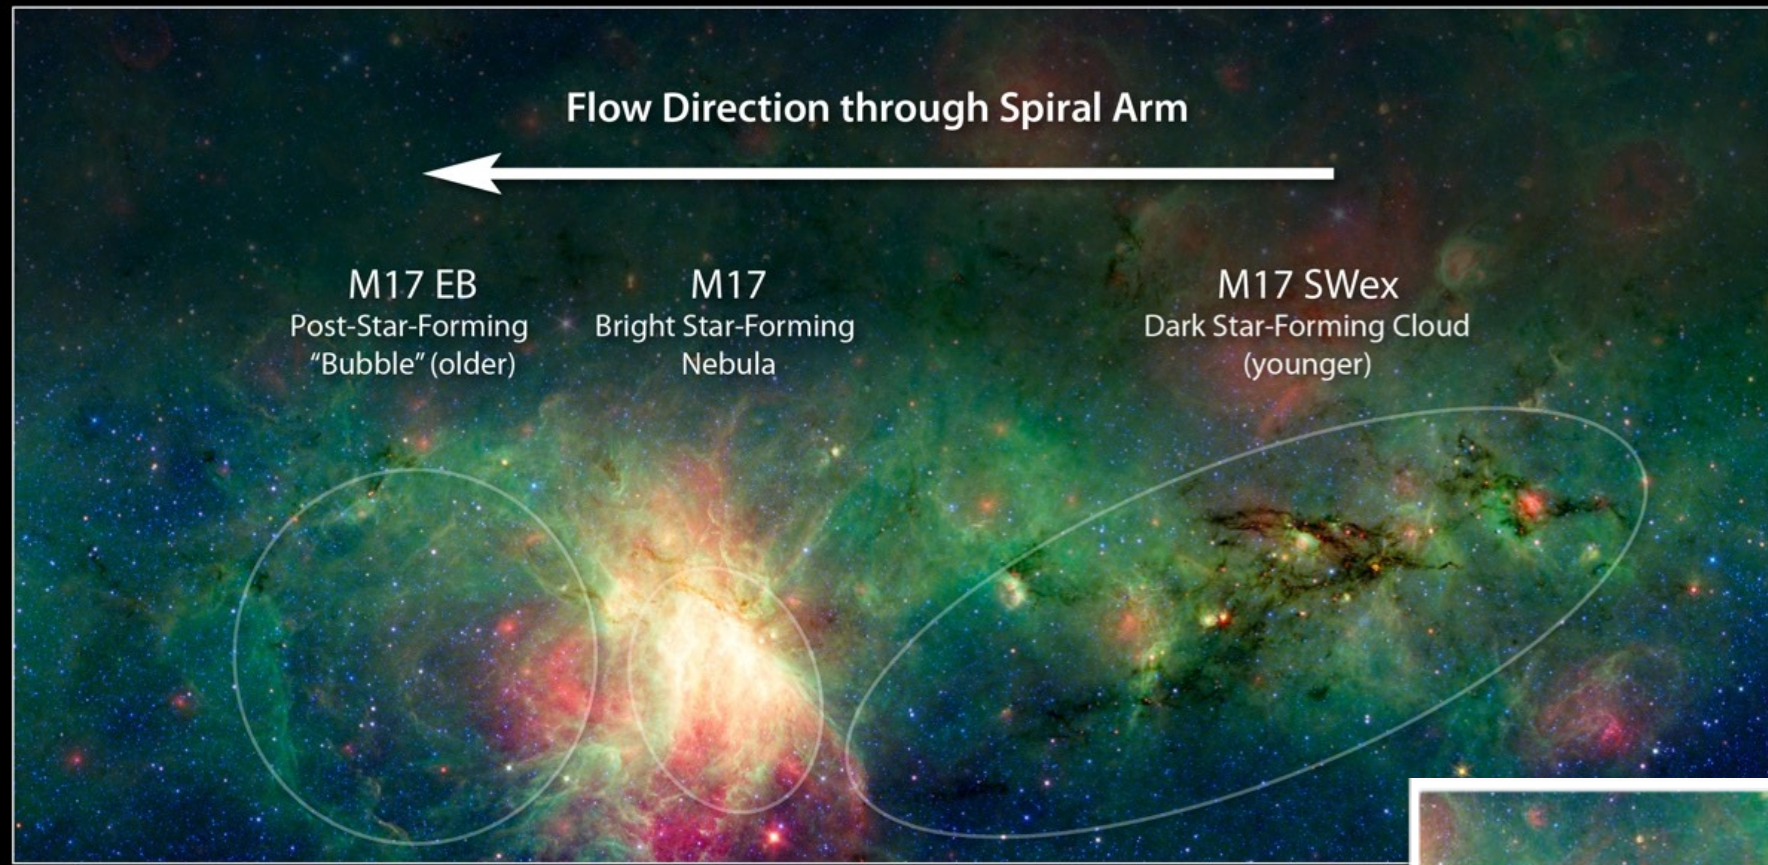 Flow Direction through Spiral Arm
M17 EB
Post-Star-Forming
“Bubble” (older)
M17
Bright Star-Forming
Nebula
M17 SWex
Dark Star-Forming Cloud
(younger)